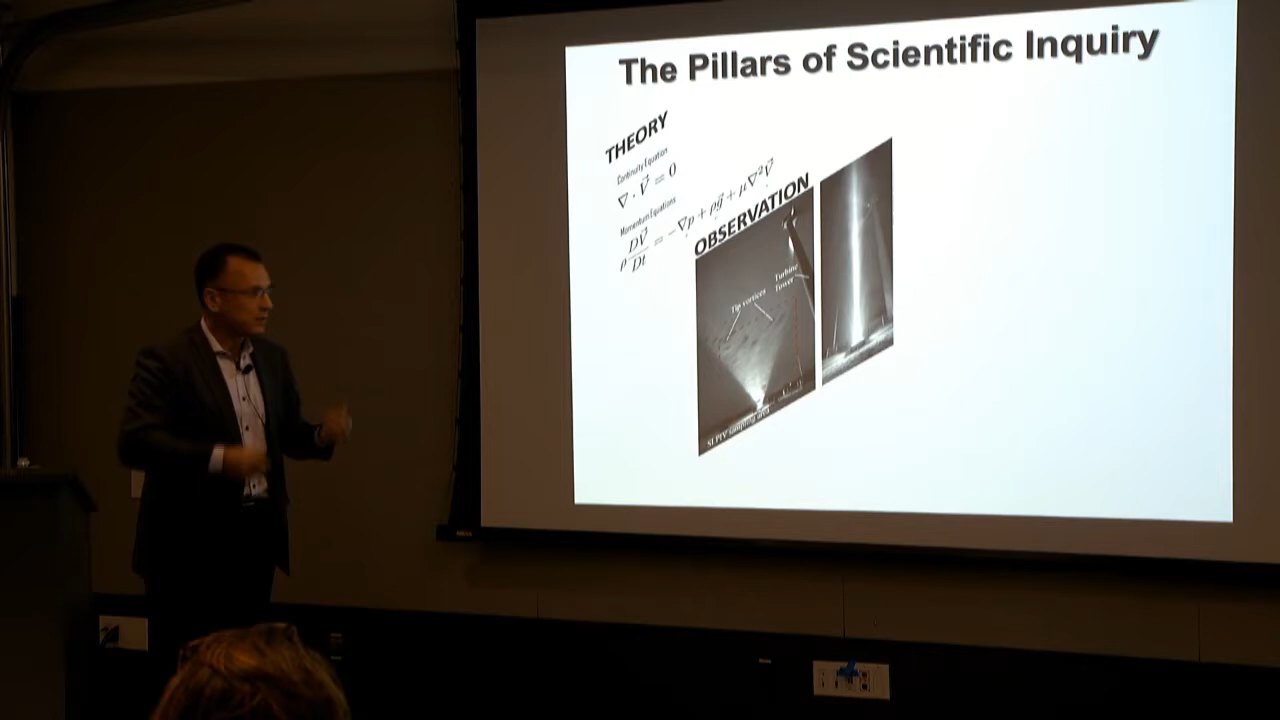 The Pillars of Scientific Inquiry
THEORY
Continuity Equation
∇ · V⃗ = 0
Momentum Equations
ρ DV⃗/Dt = −∇p + ρg⃗ + μ∇²V⃗
OBSERVATION
Tip vortices
Turbine
Tower
SLPIV sampling area